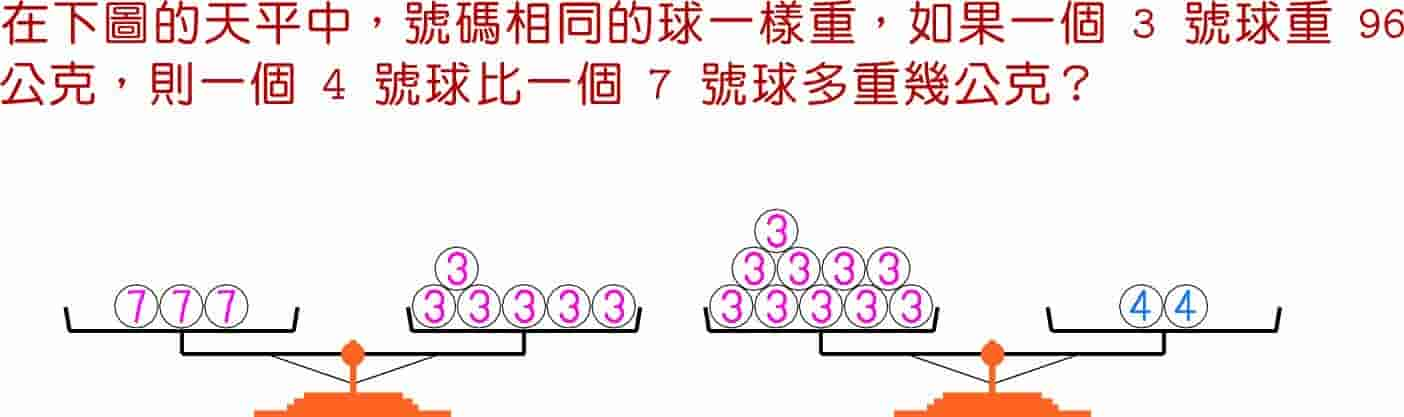 在下圖的天平中，號碼相同的球一樣重，如果一個 3 號球重 96
公克，則一個 4 號球比一個 7 號球多重幾公克？
3
3 3 3 3 3
7 7 7
3
3 3 3 3
3 3 3 3 3
4 4